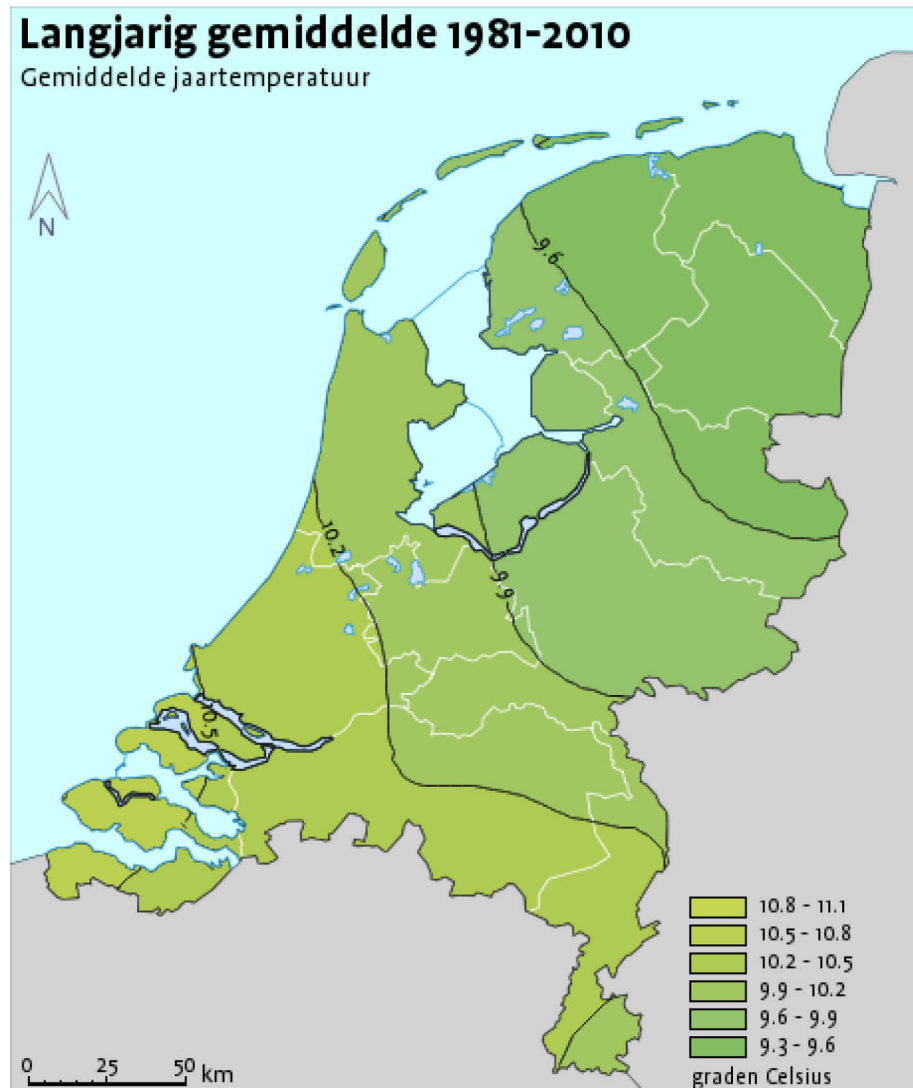 Langjarig gemiddelde 1981-2010
Gemiddelde jaartemperatuur
N
9.6
10.2
9.9
10.5
10.8 - 11.1
10.5 - 10.8
10.2 - 10.5
9.9 - 10.2
9.6 - 9.9
9.3 - 9.6
graden Celsius
0 25 50 km